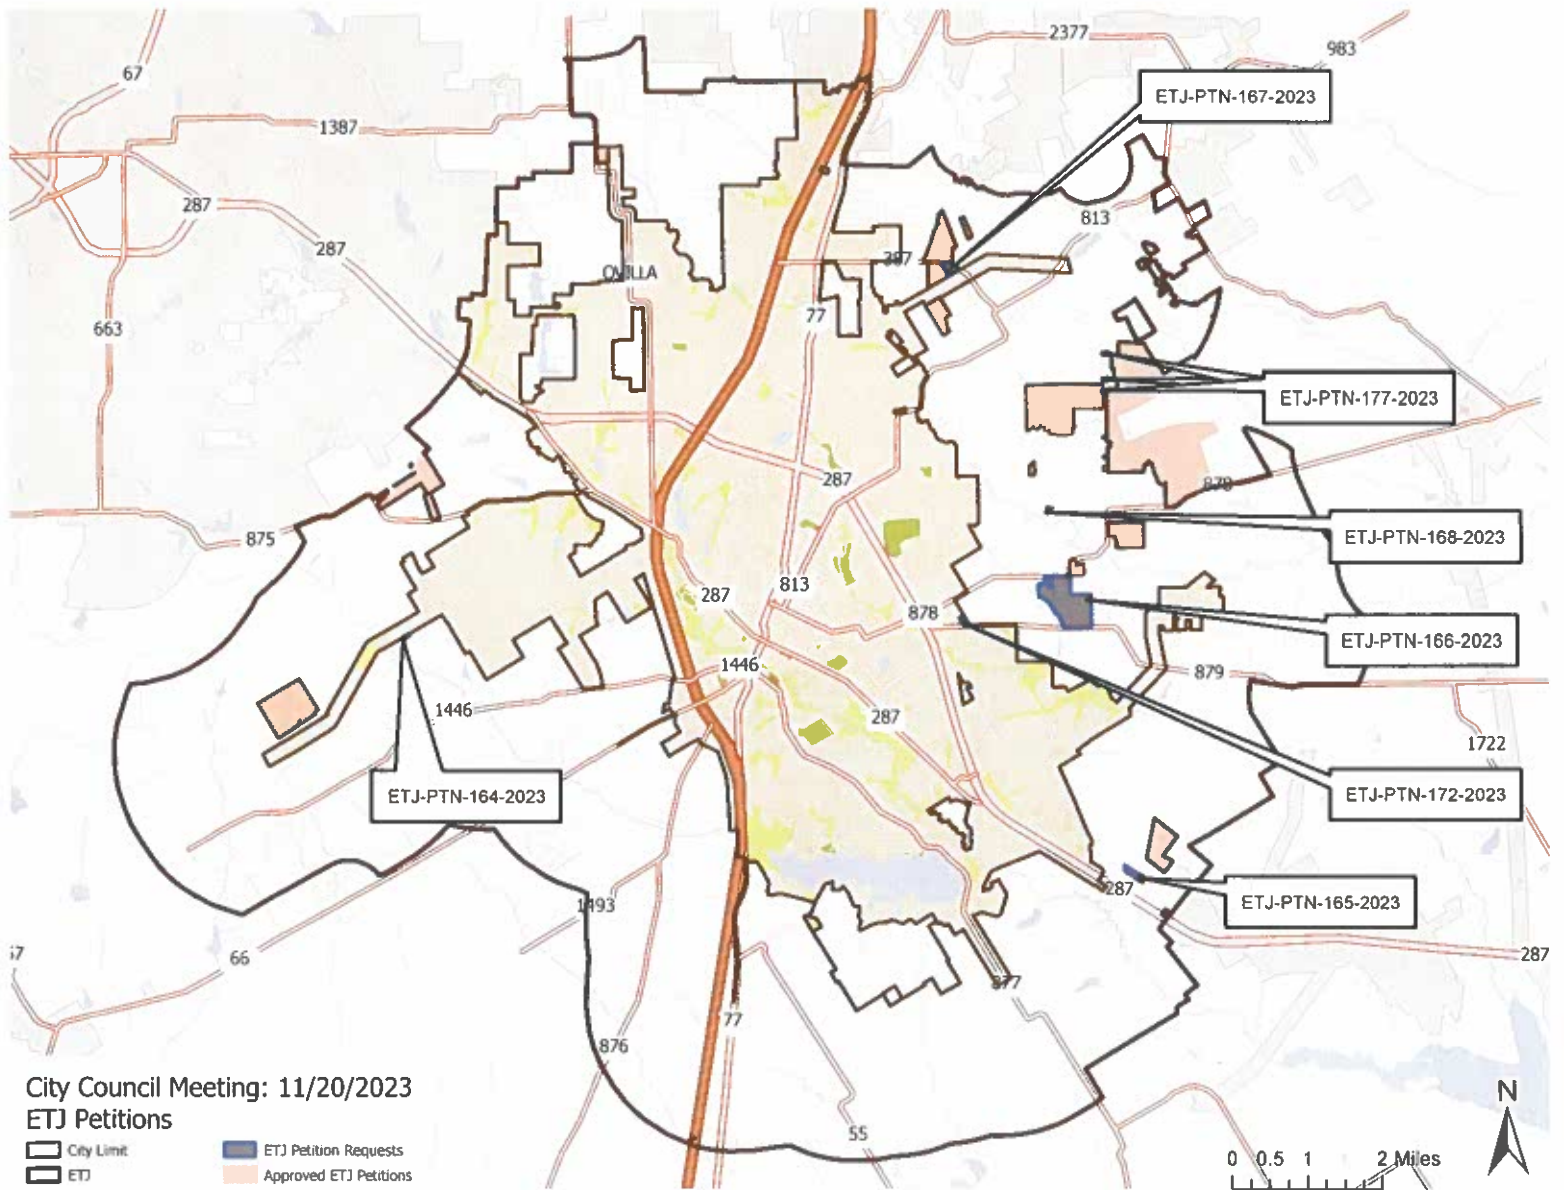 2377
983
67
ETJ-PTN-167-2023
1387
287
813
287
387
OVILLA
77
663
ETJ-PTN-177-2023
287
878
875
ETJ-PTN-168-2023
813
287
878
ETJ-PTN-166-2023
1446
879
1446
287
1722
ETJ-PTN-164-2023
ETJ-PTN-172-2023
287
ETJ-PTN-165-2023
1493
66
287
877
77
876
55
City Council Meeting: 11/20/2023
ETJ Petitions
City Limit
ETJ Petition Requests
ETJ
Approved ETJ Petitions
N
0 0.5 1 2 Miles